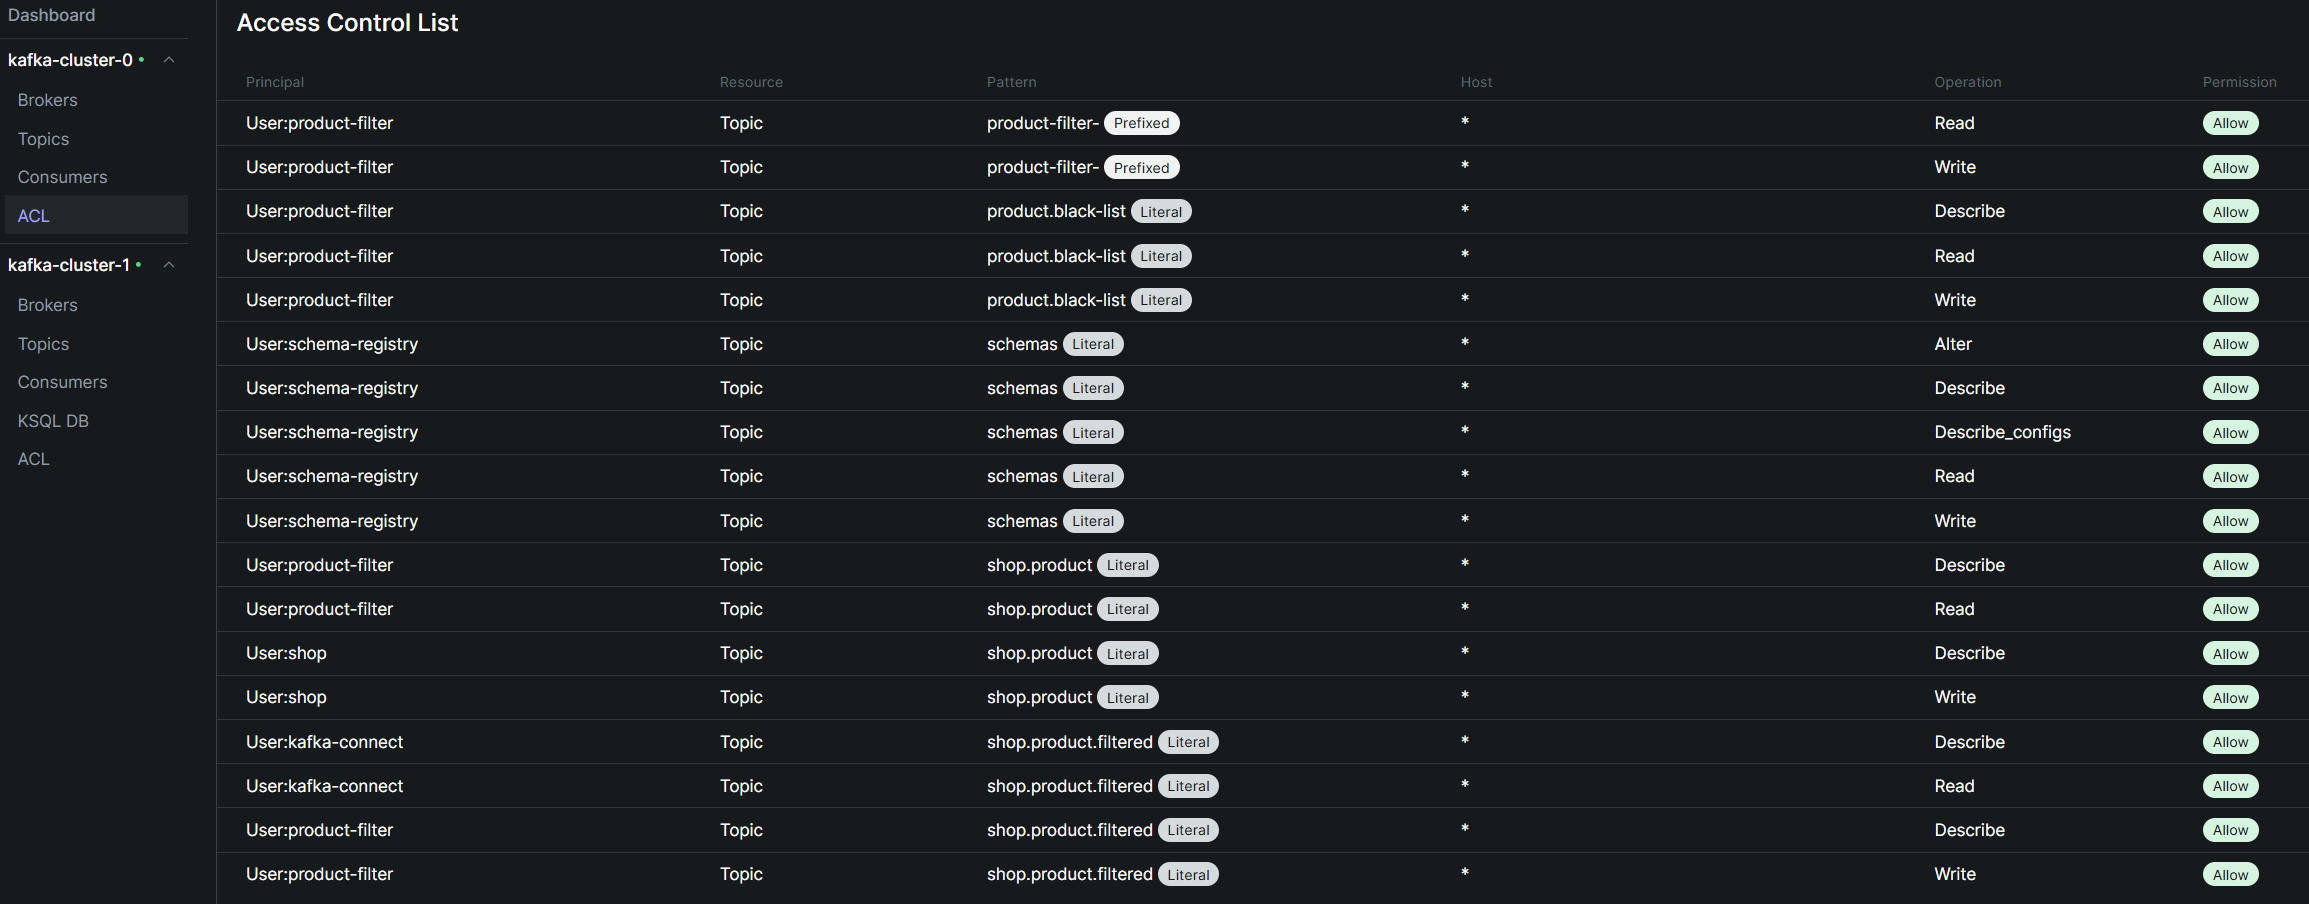 Dashboard
kafka-cluster-0
Brokers
Topics
Consumers
ACL
kafka-cluster-1
Brokers
Topics
Consumers
KSQL DB
ACL
Access Control List
Principal Resource Pattern Host Operation Permission
User:product-filter Topic product-filter- Prefixed * Read Allow
User:product-filter Topic product-filter- Prefixed * Write Allow
User:product-filter Topic product.black-list Literal * Describe Allow
User:product-filter Topic product.black-list Literal * Read Allow
User:product-filter Topic product.black-list Literal * Write Allow
User:schema-registry Topic schemas Literal * Alter Allow
User:schema-registry Topic schemas Literal * Describe Allow
User:schema-registry Topic schemas Literal * Describe_configs Allow
User:schema-registry Topic schemas Literal * Read Allow
User:schema-registry Topic schemas Literal * Write Allow
User:product-filter Topic shop.product Literal * Describe Allow
User:product-filter Topic shop.product Literal * Read Allow
User:shop Topic shop.product Literal * Describe Allow
User:shop Topic shop.product Literal * Write Allow
User:kafka-connect Topic shop.product.filtered Literal * Describe Allow
User:kafka-connect Topic shop.product.filtered Literal * Read Allow
User:product-filter Topic shop.product.filtered Literal * Describe Allow
User:product-filter Topic shop.product.filtered Literal * Write Allow